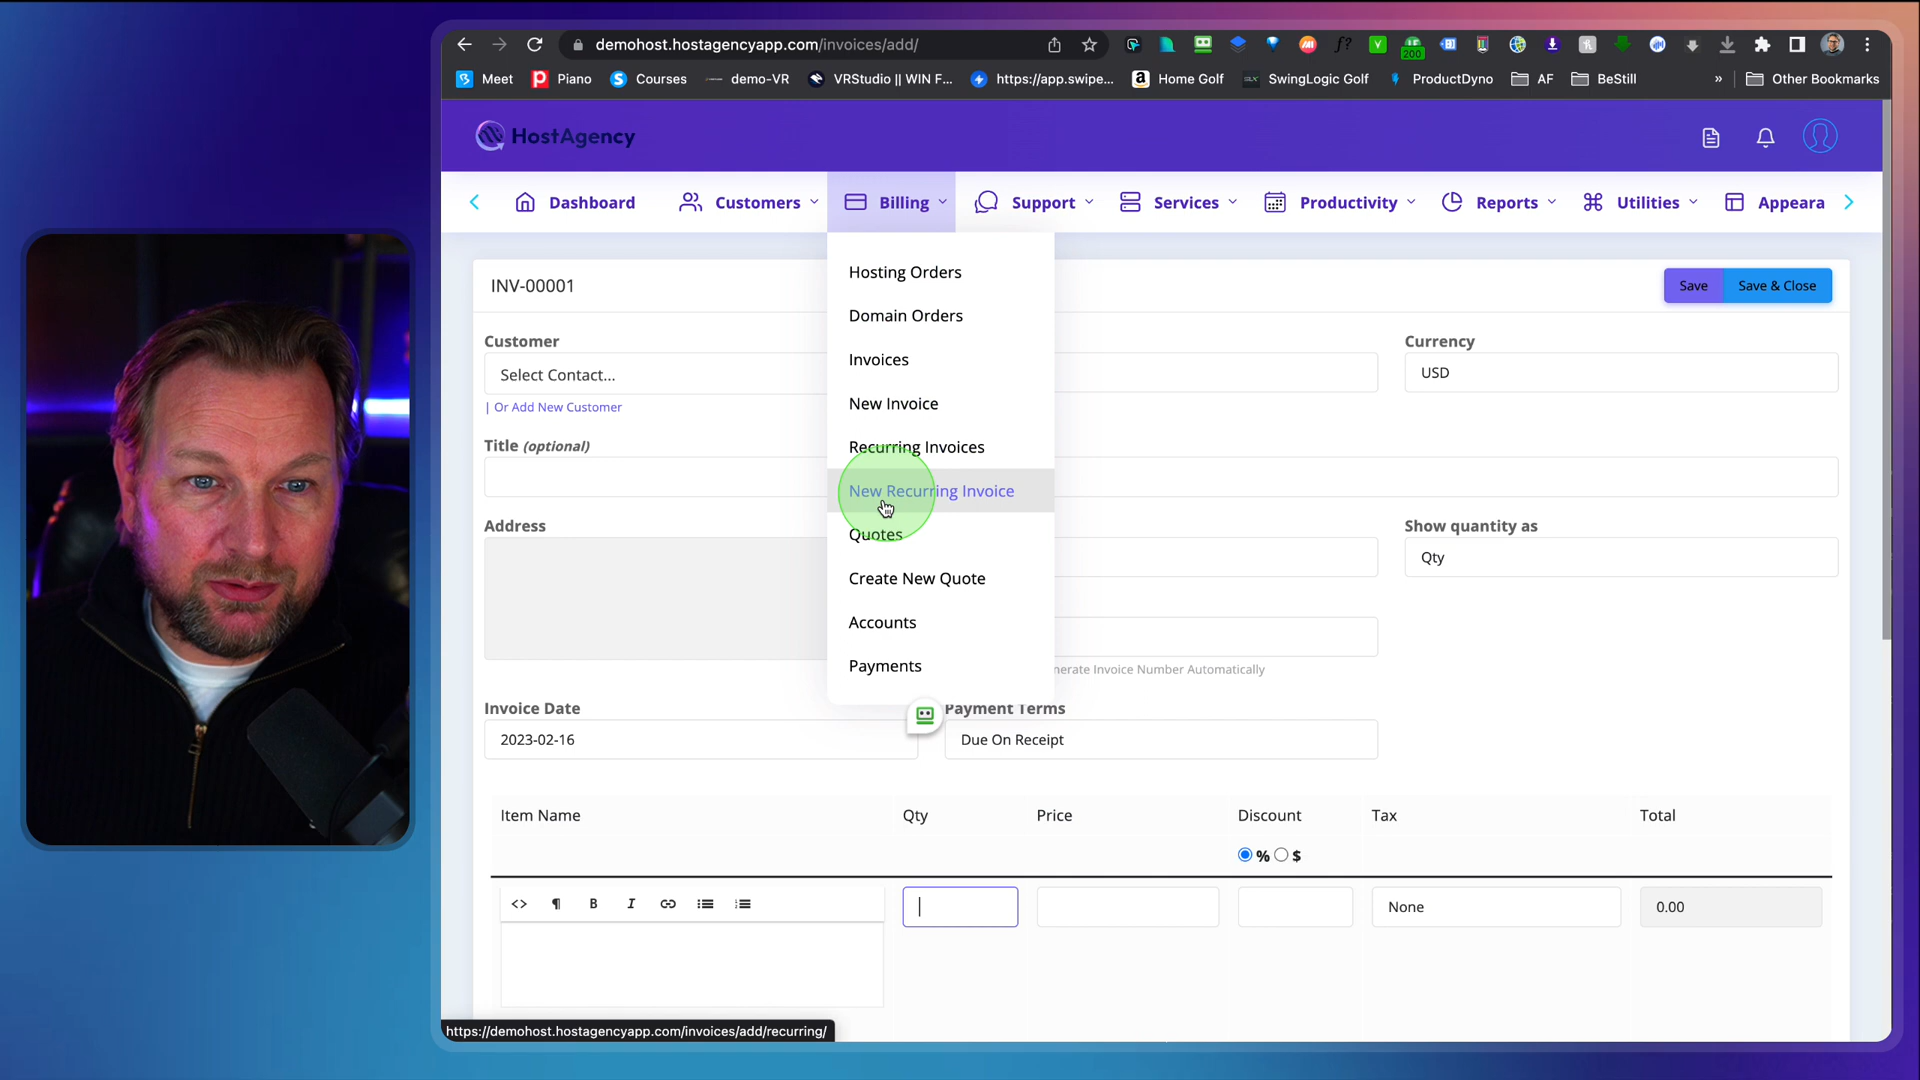 demohost.hostagencyapp.com/invoices/add/
200
Meet
Piano
Courses
demo-VR
VRStudio || WIN F...
https://app.swipe...
Home Golf
SwingLogic Golf
ProductDyno
AF
BeStill
»
Other Bookmarks
HostAgency
Dashboard
Customers
Billing
Support
Services
Productivity
Reports
Utilities
Appeara
Hosting Orders
Domain Orders
Invoices
New Invoice
Recurring Invoices
New Recurring Invoice
Quotes
Create New Quote
Accounts
Payments
INV-00001
Save
Save & Close
Customer
Select Contact...
| Or Add New Customer
Currency
USD
Title (optional)
Address
Show quantity as
Qty
nerate Invoice Number Automatically
Invoice Date
2023-02-16
Payment Terms
Due On Receipt
Item Name
Qty
Price
Discount
Tax
Total
% $
<> ¶ B I
None
0.00
https://demohost.hostagencyapp.com/invoices/add/recurring/